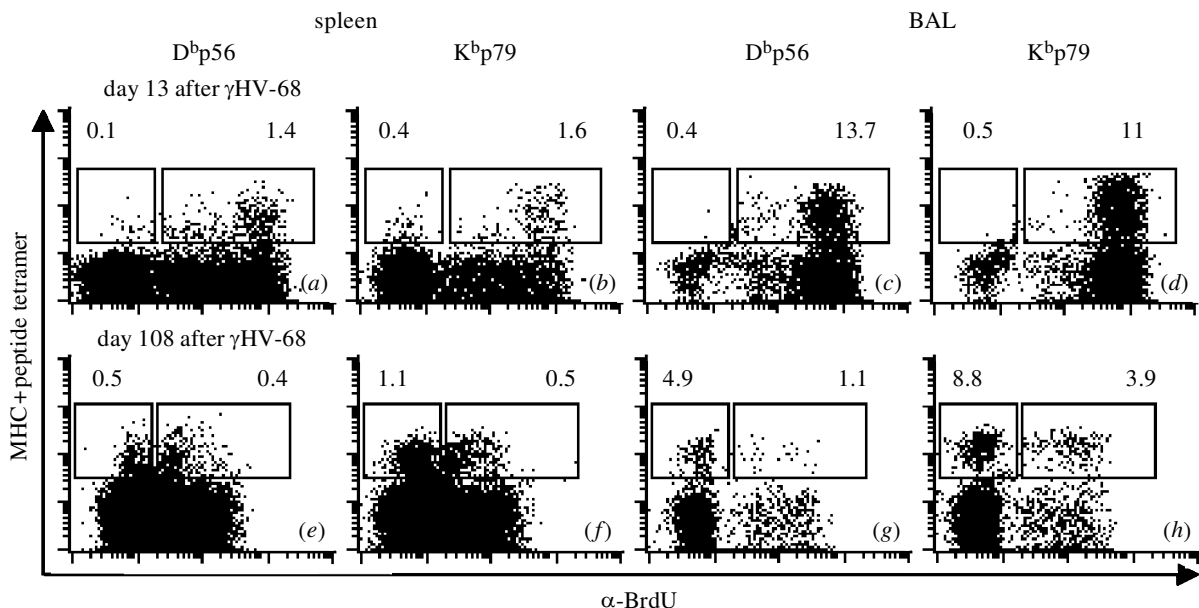 spleen BAL
Dᵇp56 Kᵇp79 Dᵇp56 Kᵇp79
day 13 after γHV-68
0.1 1.4 0.4 1.6 0.4 13.7 0.5 11
(a) (b) (c) (d)
day 108 after γHV-68
0.5 0.4 1.1 0.5 4.9 1.1 8.8 3.9
(e) (f) (g) (h)
MHC+peptide tetramer
α-BrdU